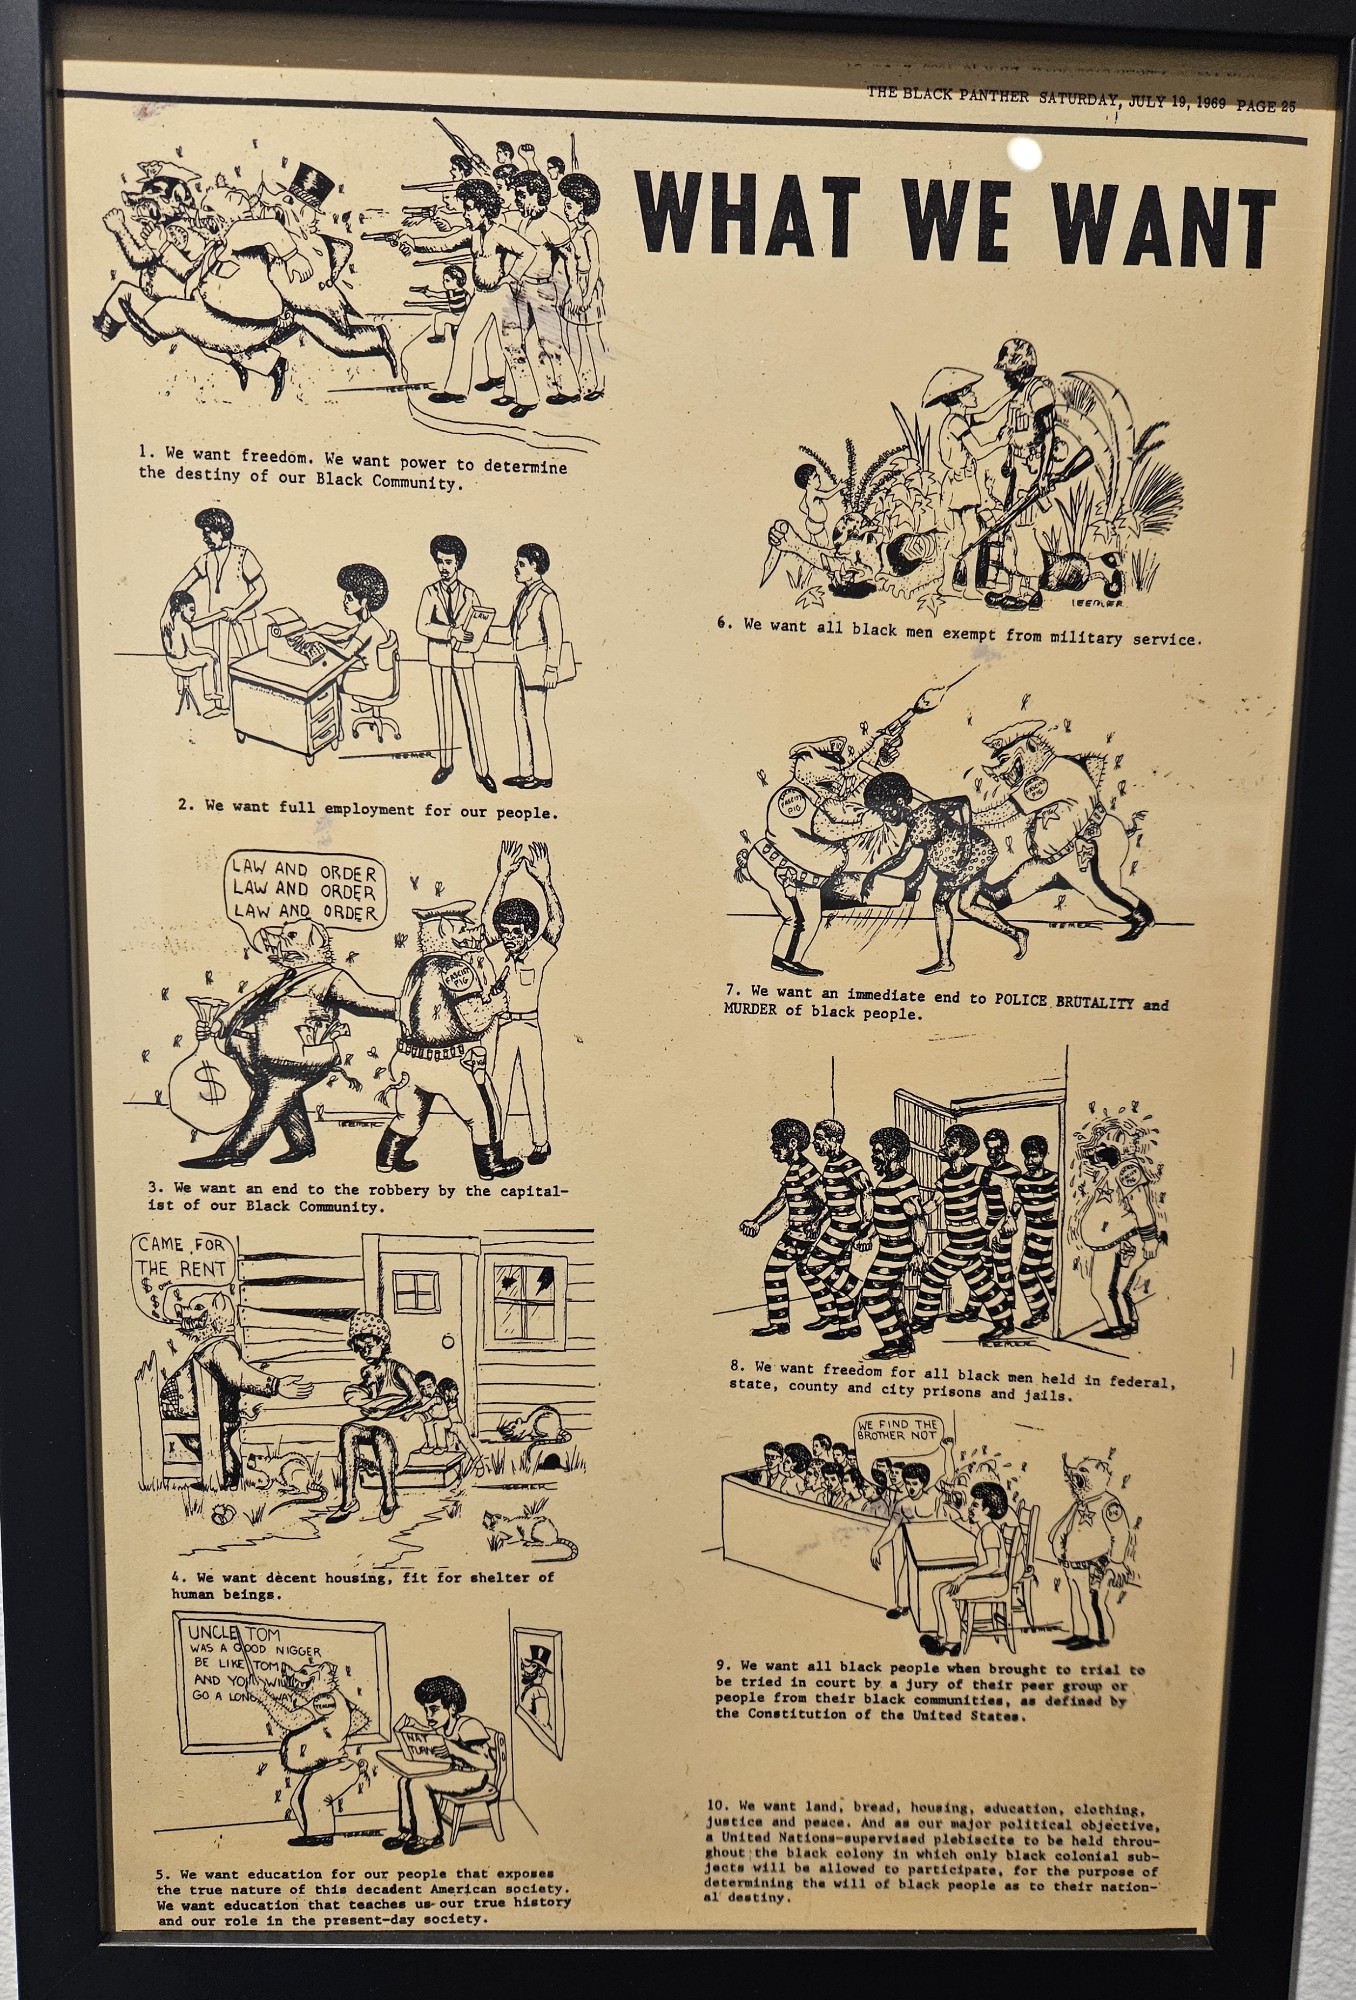 THE BLACK PANTHER SATURDAY, JULY 19, 1969 PAGE 25
WHAT WE WANT
1. We want freedom. We want power to determine
the destiny of our Black Community.
LAW
2. We want full employment for our people.
LAW AND ORDER
LAW AND ORDER
LAW AND ORDER
FASCIST
PIG
$
3. We want an end to the robbery by the capital-
ist of our Black Community.
CAME FOR
THE RENT
4. We want decent housing, fit for shelter of
human beings.
UNCLE TOM
WAS A GOOD NIGGER
BE LIKE TOM
AND YOU WILL
GO A LONG WAY
NAT
TURNER
5. We want education for our people that exposes
the true nature of this decadent American society.
We want education that teaches us our true history
and our role in the present-day society.
6. We want all black men exempt from military service.
FASCIST
PIG
FASCIST
PIG
7. We want an immediate end to POLICE BRUTALITY and
MURDER of black people.
8. We want freedom for all black men held in federal,
state, county and city prisons and jails.
WE FIND THE
BROTHER NOT
9. We want all black people when brought to trial to
be tried in court by a jury of their peer group or
people from their black communities, as defined by
the Constitution of the United States.
10. We want land, bread, housing, education, clothing,
justice and peace. And as our major political objective,
a United Nations-supervised plebiscite to be held throu-
ghout the black colony in which only black colonial sub-
jects will be allowed to participate, for the purpose of
determining the will of black people as to their nation-
al destiny.